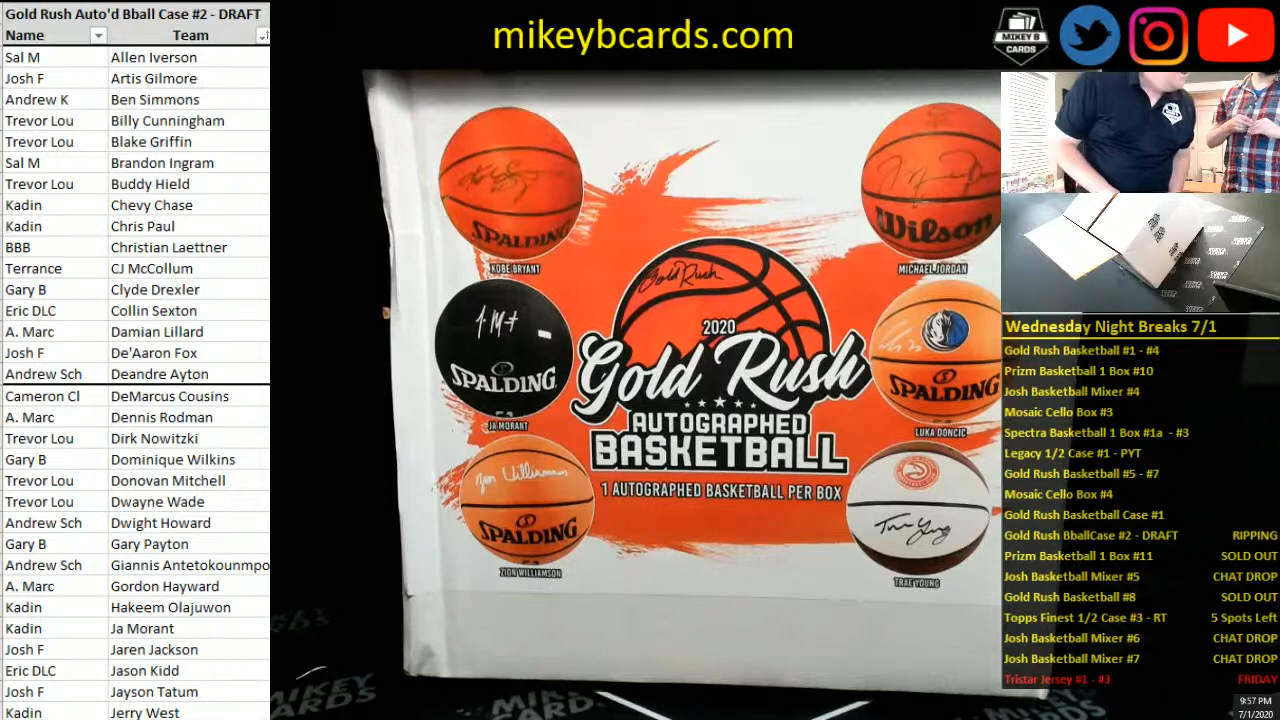 Gold Rush Auto'd Bball Case #2 - DRAFT
Name Team
Sal M Allen Iverson
Josh F Artis Gilmore
Andrew K Ben Simmons
Trevor Lou Billy Cunningham
Trevor Lou Blake Griffin
Sal M Brandon Ingram
Trevor Lou Buddy Hield
Kadin Chevy Chase
Kadin Chris Paul
BBB Christian Laettner
Terrance CJ McCollum
Gary B Clyde Drexler
Eric DLC Collin Sexton
A. Marc Damian Lillard
Josh F De'Aaron Fox
Andrew Sch Deandre Ayton
Cameron Cl DeMarcus Cousins
A. Marc Dennis Rodman
Trevor Lou Dirk Nowitzki
Gary B Dominique Wilkins
Trevor Lou Donovan Mitchell
Trevor Lou Dwayne Wade
Andrew Sch Dwight Howard
Gary B Gary Payton
Andrew Sch Giannis Antetokounmpo
A. Marc Gordon Hayward
Kadin Hakeem Olajuwon
Kadin Ja Morant
Josh F Jaren Jackson
Eric DLC Jason Kidd
Josh F Jayson Tatum
Kadin Jerry West
mikeybcards.com
MIKEY B
CARDS
SPALDING
KOBE BRYANT
Wilson
MICHAEL JORDAN
Gold Rush
SPALDING
JA MORANT
SPALDING
LUKA DONCIC
Zion Williamson
SPALDING
ZION WILLIAMSON
Trae Young
TRAE YOUNG
2020
Gold Rush
AUTOGRAPHED
BASKETBALL
1 AUTOGRAPHED BASKETBALL PER BOX
MIKEY
CARDS
Wednesday Night Breaks 7/1
Gold Rush Basketball #1 - #4
Prizm Basketball 1 Box #10
Josh Basketball Mixer #4
Mosaic Cello Box #3
Spectra Basketball 1 Box #1a - #3
Legacy 1/2 Case #1 - PYT
Gold Rush Basketball #5 - #7
Mosaic Cello Box #4
Gold Rush Basketball Case #1
Gold Rush BballCase #2 - DRAFT RIPPING
Prizm Basketball 1 Box #11 SOLD OUT
Josh Basketball Mixer #5 CHAT DROP
Gold Rush Basketball #8 SOLD OUT
Topps Finest 1/2 Case #3 - RT 5 Spots Left
Josh Basketball Mixer #6 CHAT DROP
Josh Basketball Mixer #7 CHAT DROP
Tristar Jersey #1 - #3 FRIDAY
9:57 PM
7/1/2020